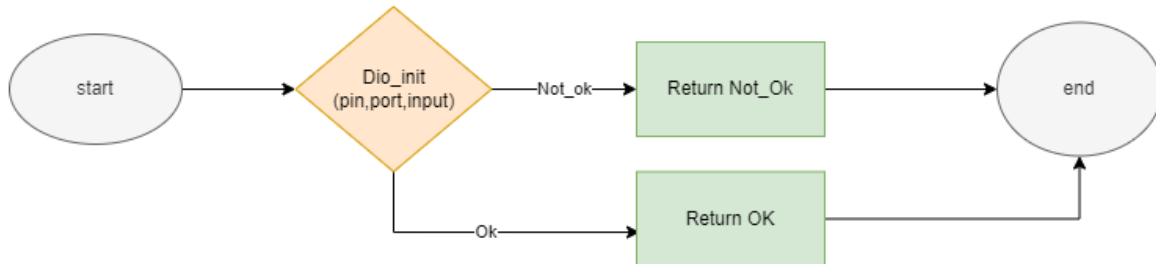 start
Dio_init
(pin,port,input)
Not_ok
Return Not_Ok
end
Ok
Return OK